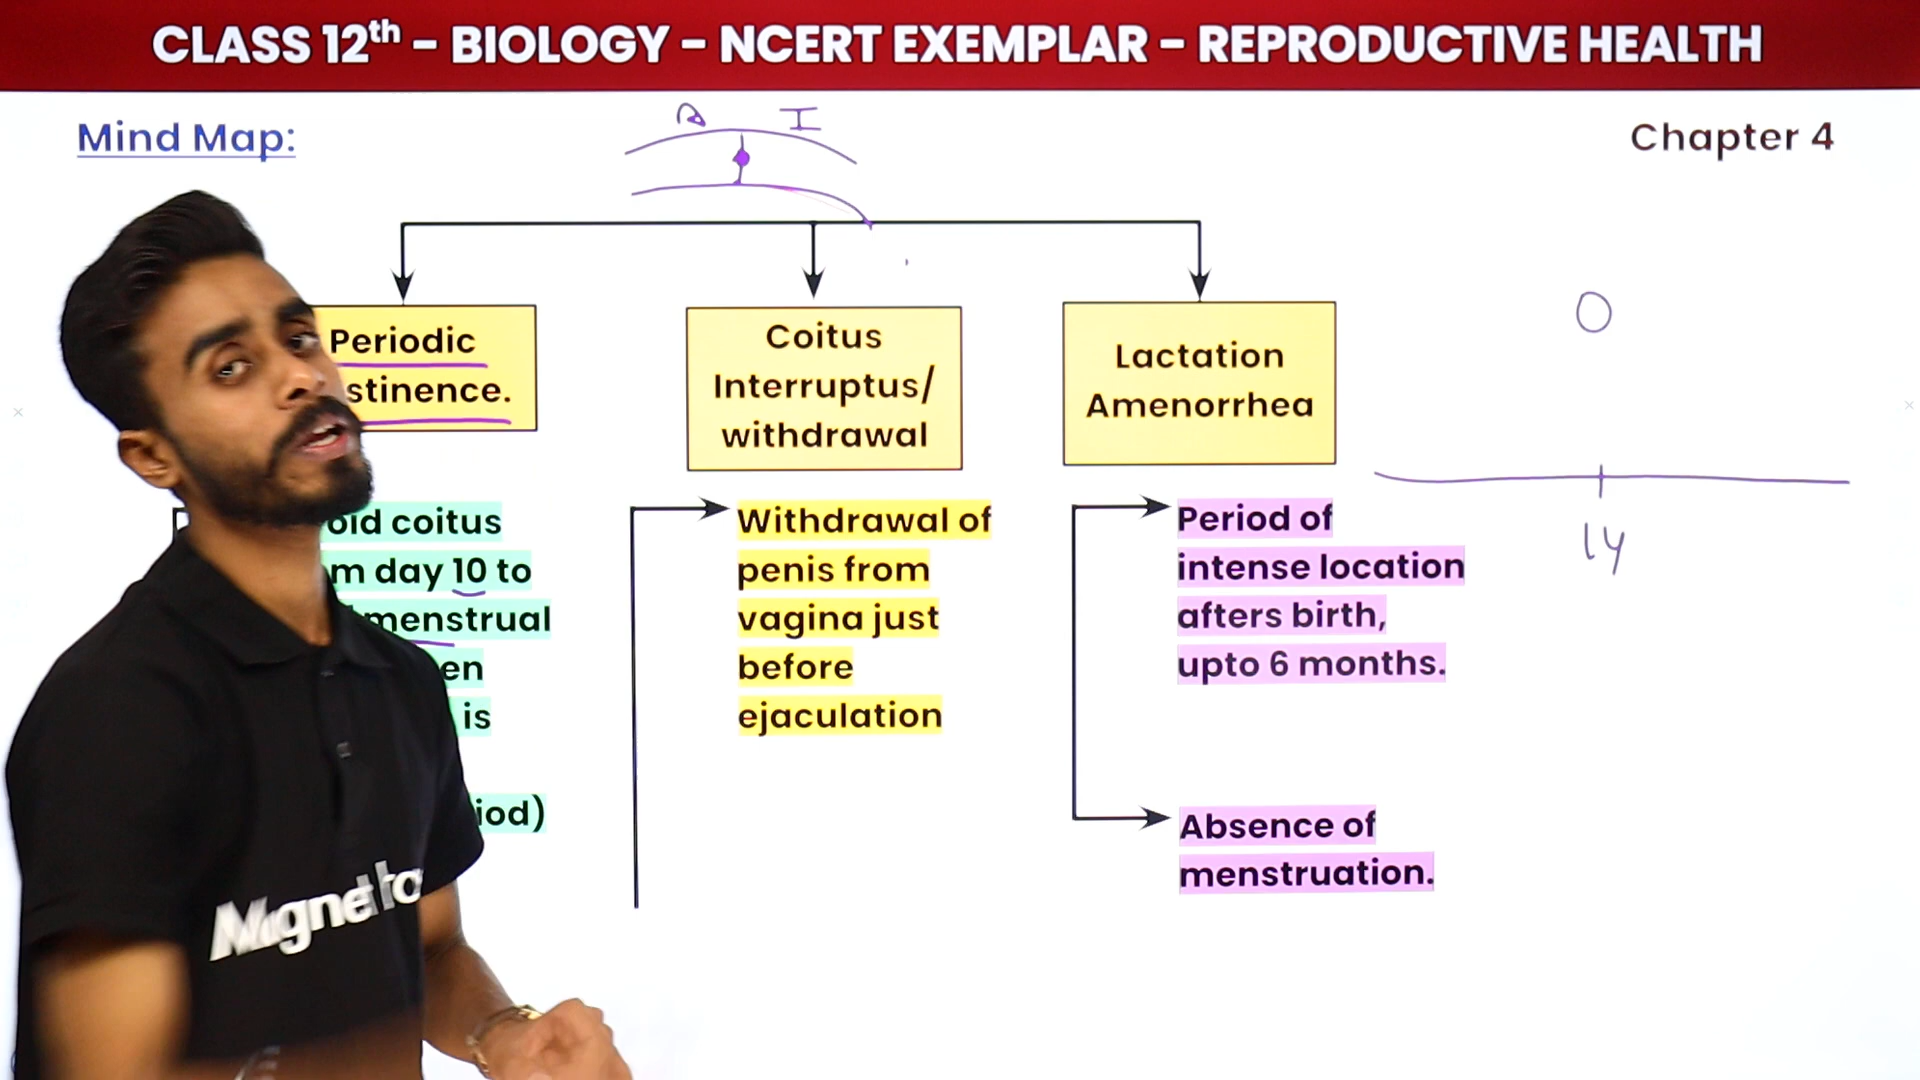 CLASS 12th – BIOLOGY – NCERT EXEMPLAR – REPRODUCTIVE HEALTH
Mind Map:
Chapter 4
I
Periodic
stinence.
oid coitus
m day 10 to
menstrual
en
is
iod)
Coitus
Interruptus/
withdrawal
Withdrawal of
penis from
vagina just
before
ejaculation
Lactation
Amenorrhea
Period of
intense location
afters birth,
upto 6 months.
Absence of
menstruation.
O
14
Magnet